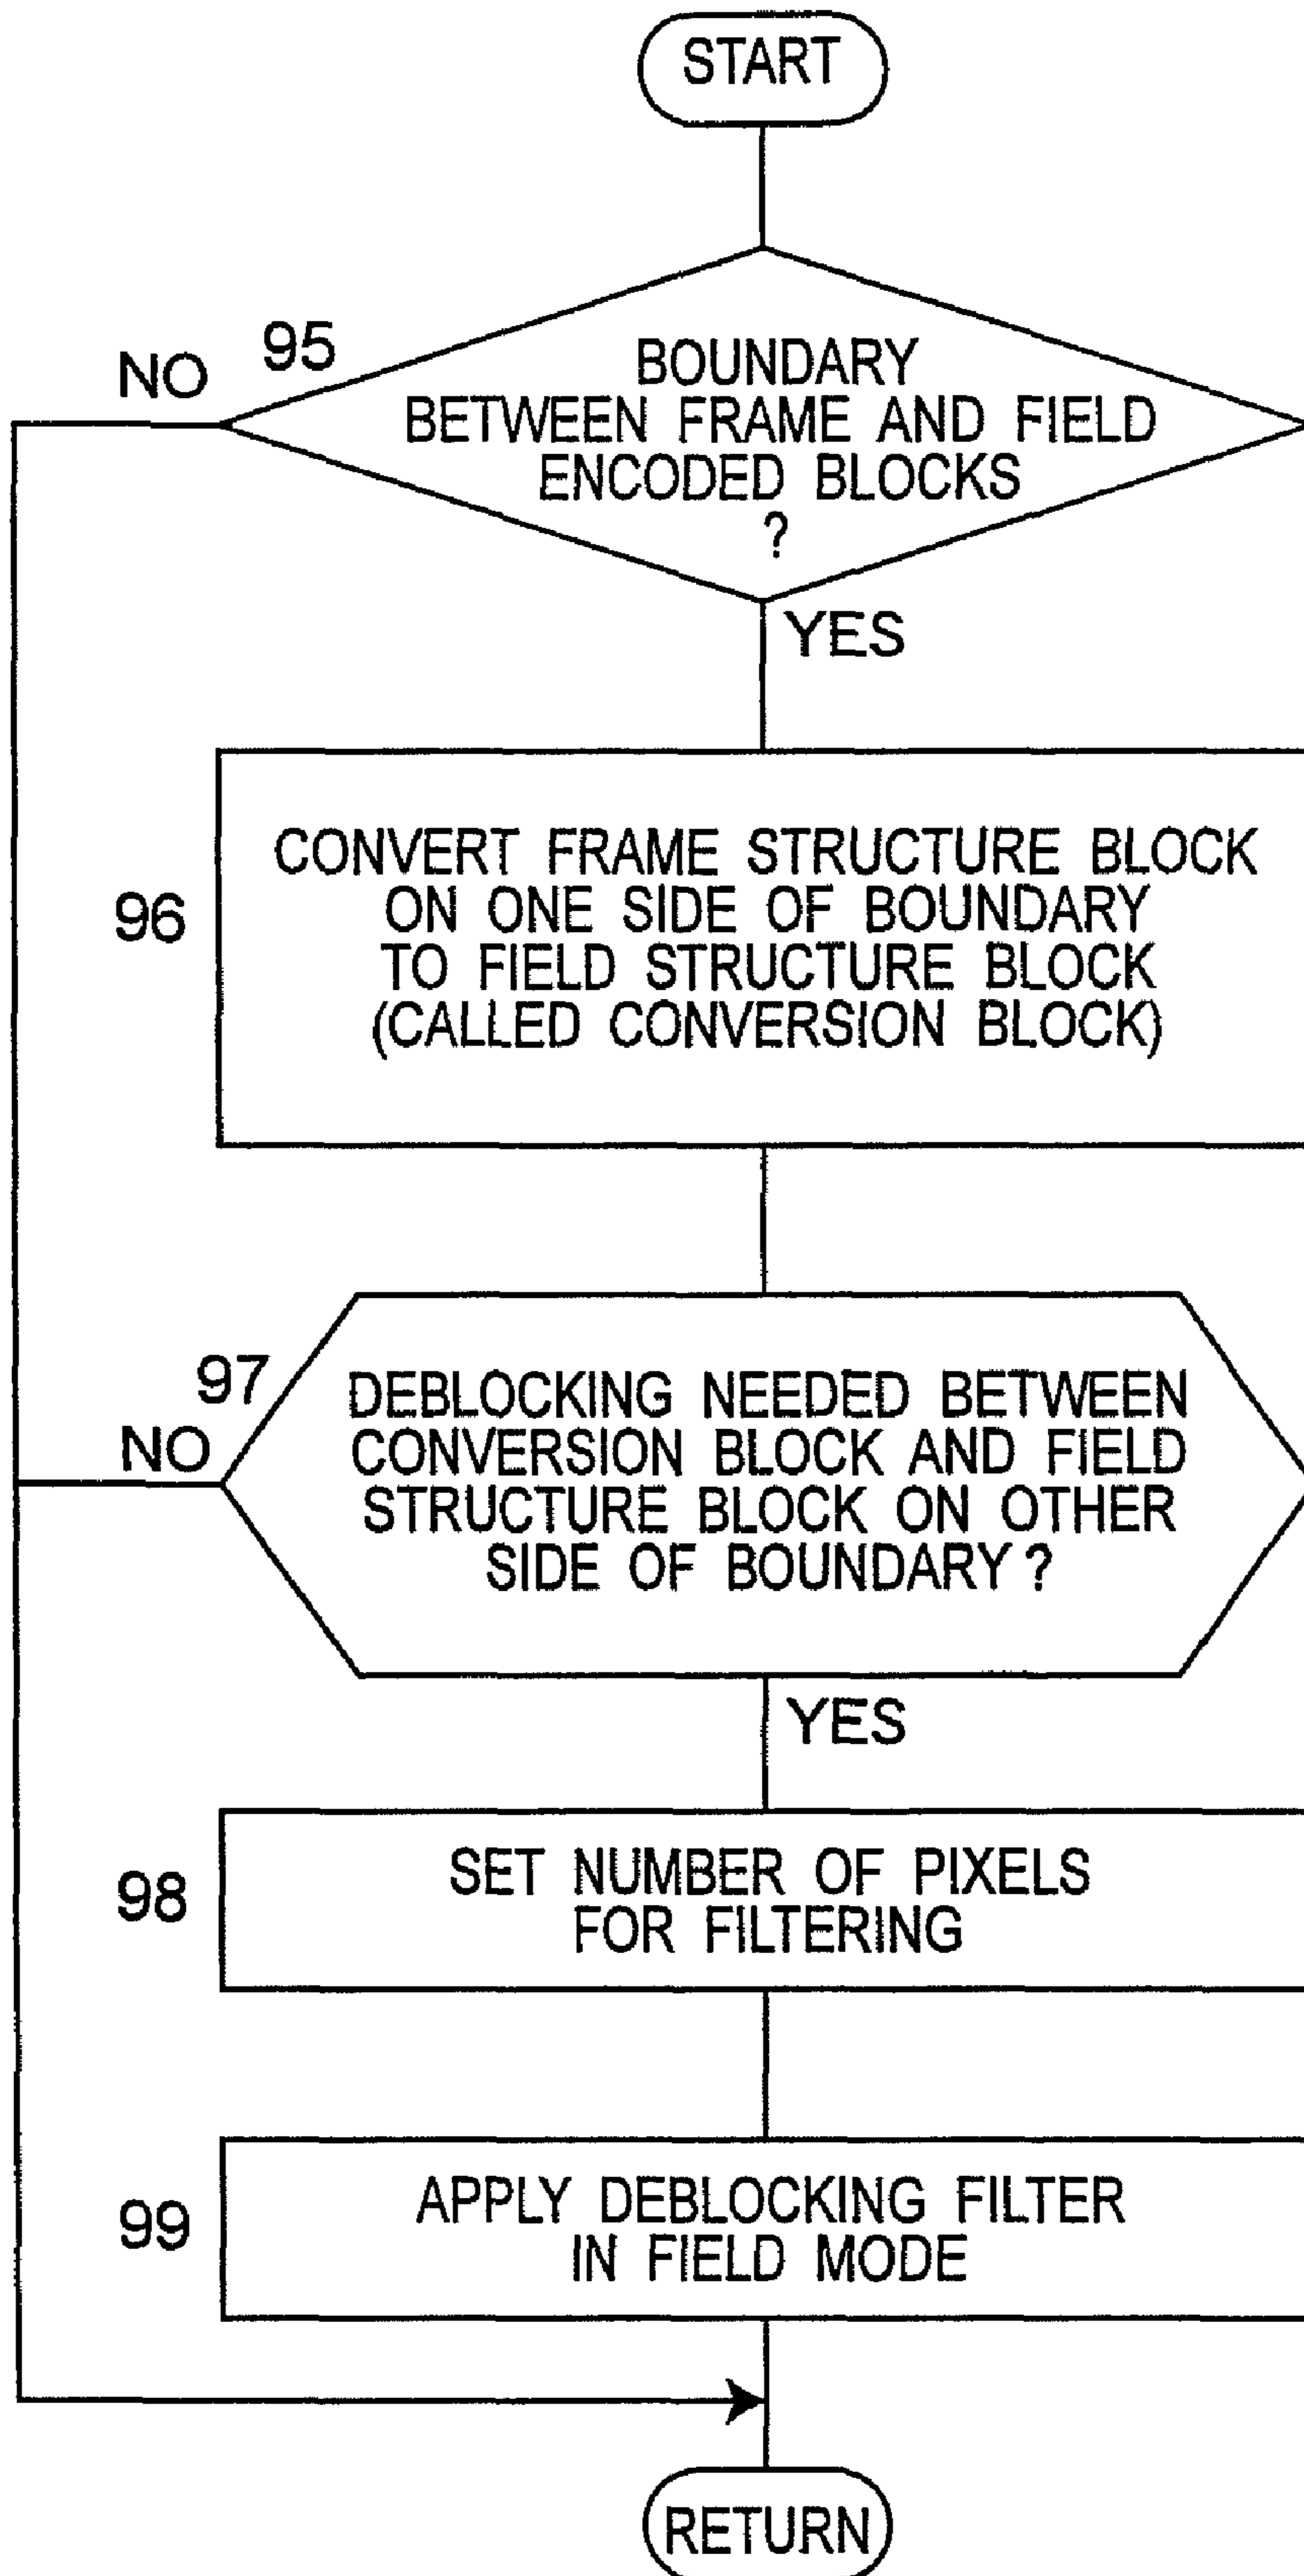 START
95
NO
BOUNDARY
BETWEEN FRAME AND FIELD
ENCODED BLOCKS
?
YES
96
CONVERT FRAME STRUCTURE BLOCK
ON ONE SIDE OF BOUNDARY
TO FIELD STRUCTURE BLOCK
(CALLED CONVERSION BLOCK)
97
NO
DEBLOCKING NEEDED BETWEEN
CONVERSION BLOCK AND FIELD
STRUCTURE BLOCK ON OTHER
SIDE OF BOUNDARY ?
YES
98
SET NUMBER OF PIXELS
FOR FILTERING
99
APPLY DEBLOCKING FILTER
IN FIELD MODE
RETURN